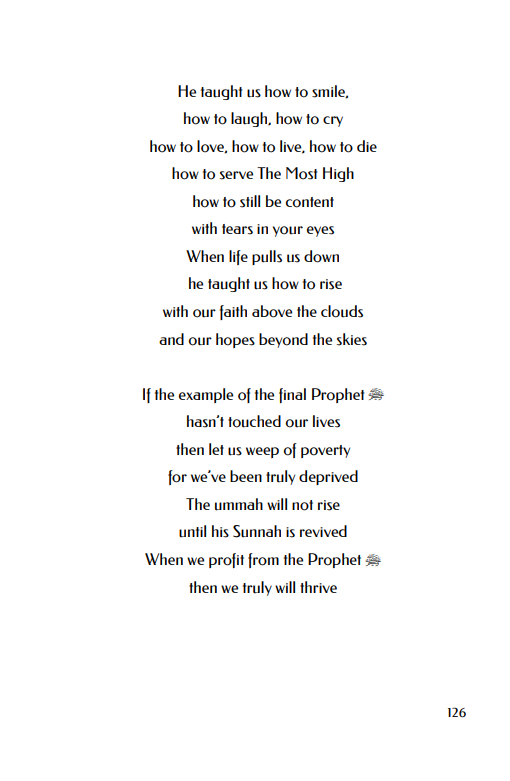 He taught us how to smile,
how to laugh, how to cry
how to love, how to live, how to die
how to serve The Most High
how to still be content
with tears in your eyes
When life pulls us down
he taught us how to rise
with our faith above the clouds
and our hopes beyond the skies
If the example of the final Prophet ﷺ
hasn't touched our lives
then let us weep of poverty
for we've been truly deprived
The ummah will not rise
until his Sunnah is revived
When we profit from the Prophet ﷺ
then we truly will thrive
126